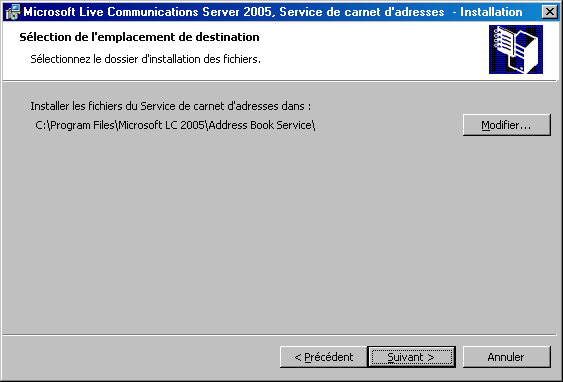 Microsoft Live Communications Server 2005, Service de carnet d'adresses - Installation
Sélection de l'emplacement de destination
Sélectionnez le dossier d'installation des fichiers.
Installer les fichiers du Service de carnet d'adresses dans :
C:\Program Files\Microsoft LC 2005\Address Book Service\
Modifier...
< Précédent
Suivant >
Annuler